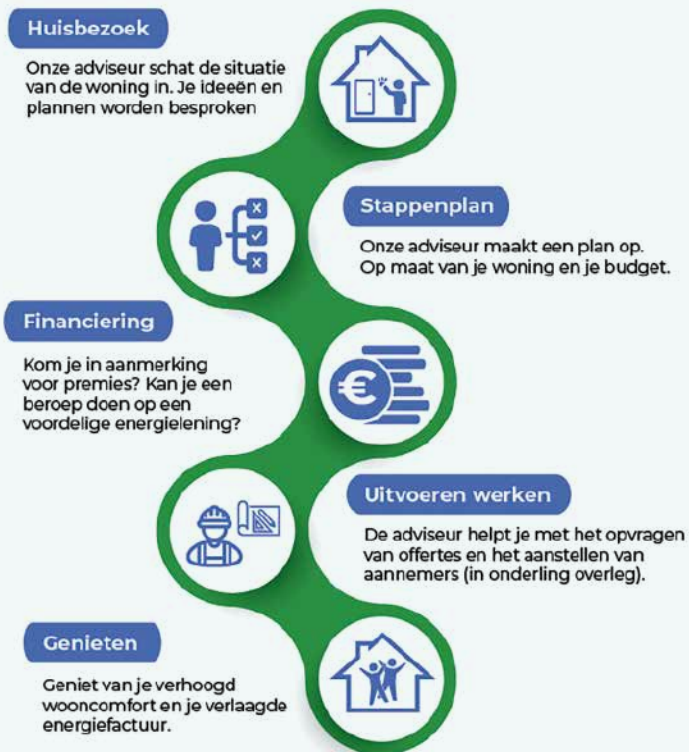 Huisbezoek
Onze adviseur schat de situatie
van de woning in. Je ideeën en
plannen worden besproken
Stappenplan
Onze adviseur maakt een plan op.
Op maat van je woning en je budget.
Financiering
Kom je in aanmerking
voor premies? Kan je een
beroep doen op een
voordelige energielening?
€
Uitvoeren werken
De adviseur helpt je met het opvragen
van offertes en het aanstellen van
aannemers (in onderling overleg).
Genieten
Geniet van je verhoogd
wooncomfort en je verlaagde
energiefactuur.